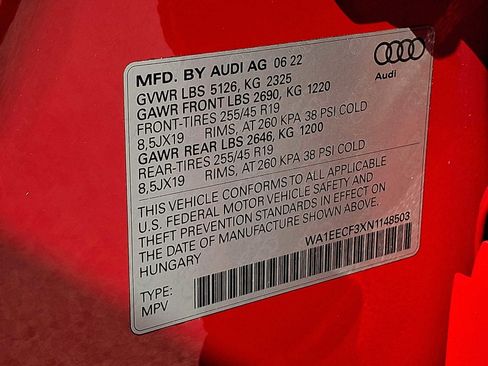 MFD. BY AUDI AG 06 22
Audi
GVWR LBS 5126, KG 2325
GAWR FRONT LBS 2690, KG 1220
FRONT-TIRES 255/45 R19
8,5JX19 RIMS, AT 260 KPA 38 PSI COLD
GAWR REAR LBS 2646, KG 1200
REAR-TIRES 255/45 R19
8,5JX19 RIMS, AT 260 KPA 38 PSI COLD
THIS VEHICLE CONFORMS TO ALL APPLICABLE
U.S. FEDERAL MOTOR VEHICLE SAFETY AND
THEFT PREVENTION STANDARDS IN EFFECT ON
THE DATE OF MANUFACTURE SHOWN ABOVE.
HUNGARY
WA1EECF3XN1148503
TYPE:
MPV